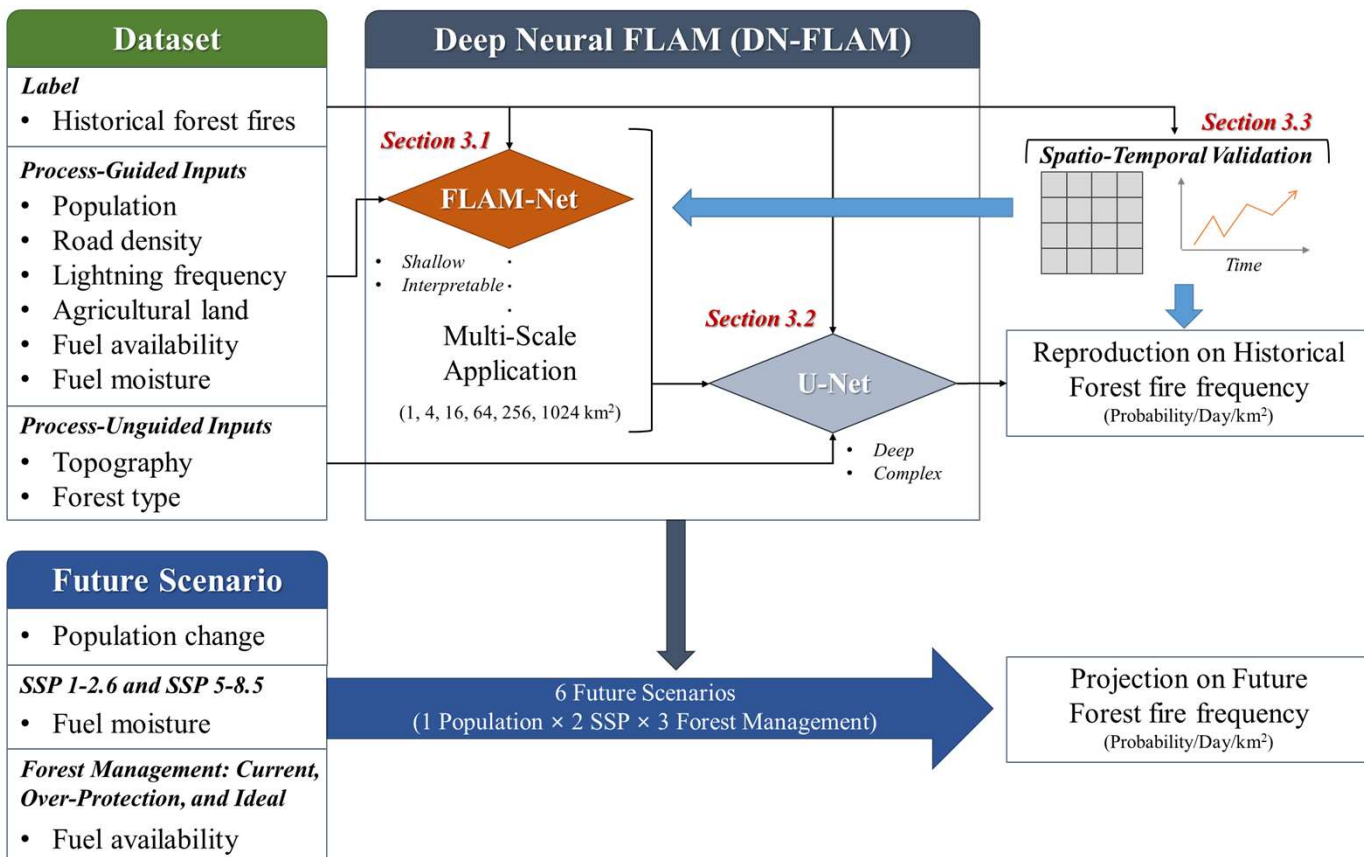 Dataset
Label
• Historical forest fires
Process-Guided Inputs
• Population
• Road density
• Lightning frequency
• Agricultural land
• Fuel availability
• Fuel moisture
Process-Unguided Inputs
• Topography
• Forest type
Deep Neural FLAM (DN-FLAM)
Section 3.1
FLAM-Net
• Shallow
• Interpretable
Multi-Scale
Application
(1, 4, 16, 64, 256, 1024 km²)
Section 3.2
U-Net
• Deep
• Complex
Section 3.3
Spatio-Temporal Validation
Time
Reproduction on Historical
Forest fire frequency
(Probability/Day/km²)
Future Scenario
• Population change
SSP 1-2.6 and SSP 5-8.5
• Fuel moisture
Forest Management: Current,
Over-Protection, and Ideal
• Fuel availability
6 Future Scenarios
(1 Population × 2 SSP × 3 Forest Management)
Projection on Future
Forest fire frequency
(Probability/Day/km²)